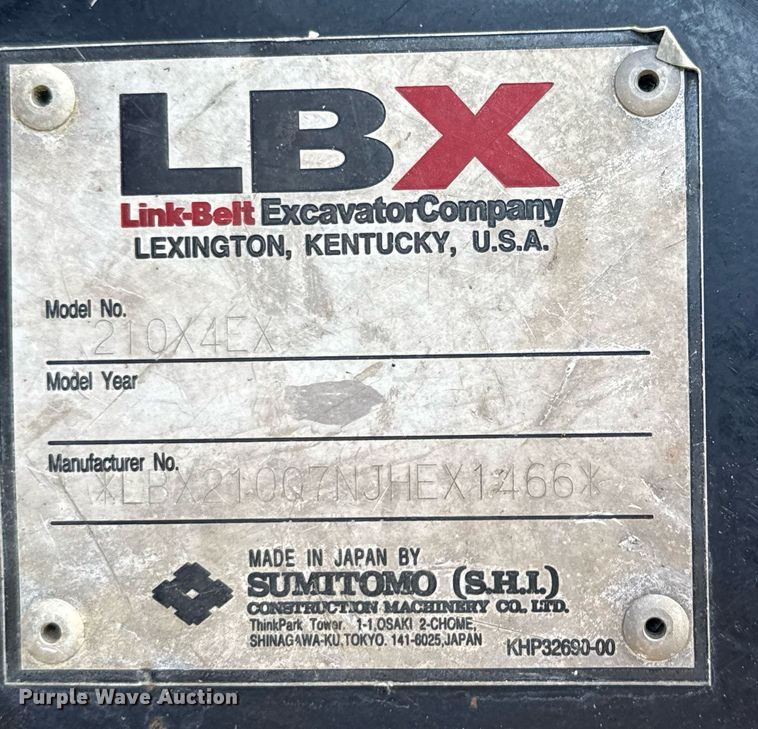 LBX
Link-Belt ExcavatorCompany
LEXINGTON, KENTUCKY, U.S.A.
Model No.
210X4EX
Model Year
Manufacturer No.
*LBX210Q7NJHEX1466*
MADE IN JAPAN BY
SUMITOMO (S.H.I.)
CONSTRUCTION MACHINERY CO., LTD.
ThinkPark Tower. 1-1,OSAKI 2-CHOME,
SHINAGAWA-KU,TOKYO. 141-6025,JAPAN
KHP32690-00
Purple Wave Auction